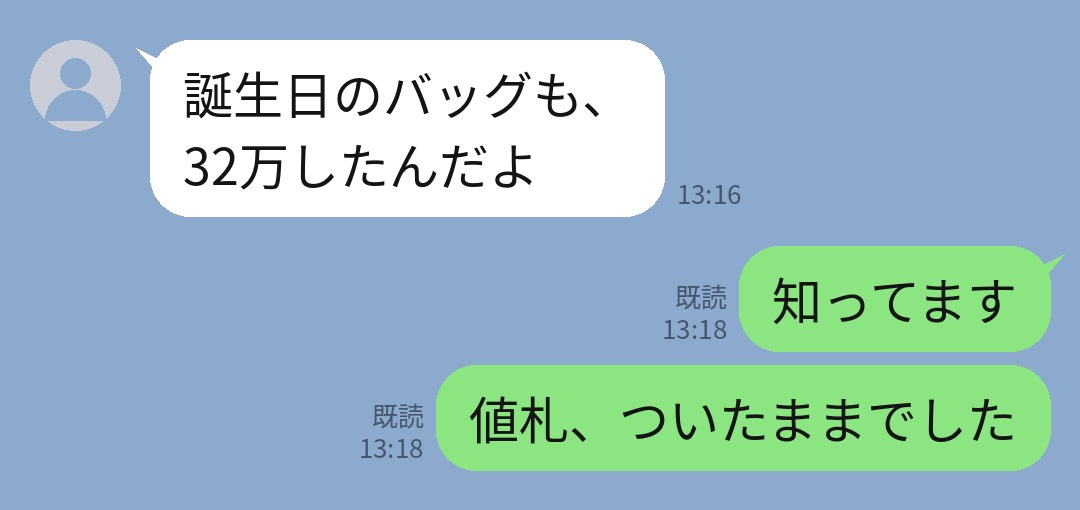 誕生日のバッグも、
32万したんだよ
13:16
知ってます
既読
13:18
値札、ついたままでした
既読
13:18